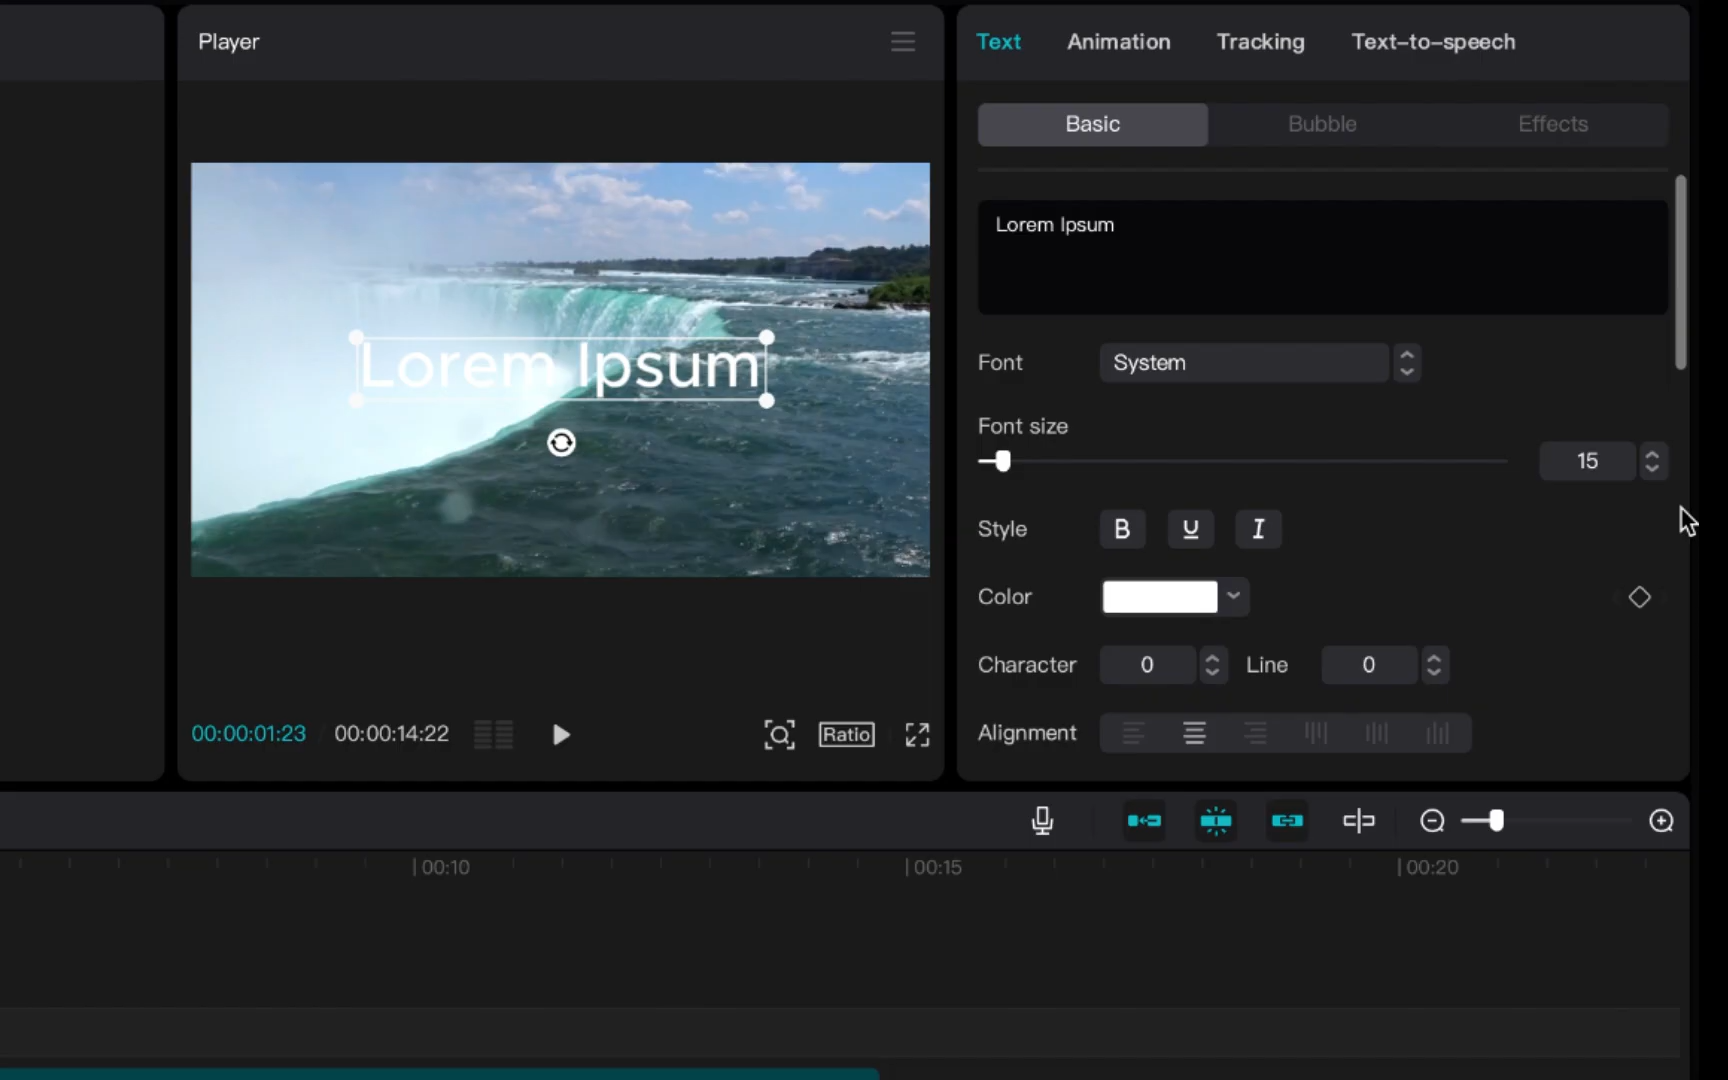 Player
Text Animation Tracking Text-to-speech
Basic Bubble Effects
Lorem Ipsum
Lorem Ipsum
Font System
Font size
15
Style B U I
Color
Character 0 Line 0
Alignment
00:00:01:23 00:00:14:22 Ratio
00:10 00:15 00:20